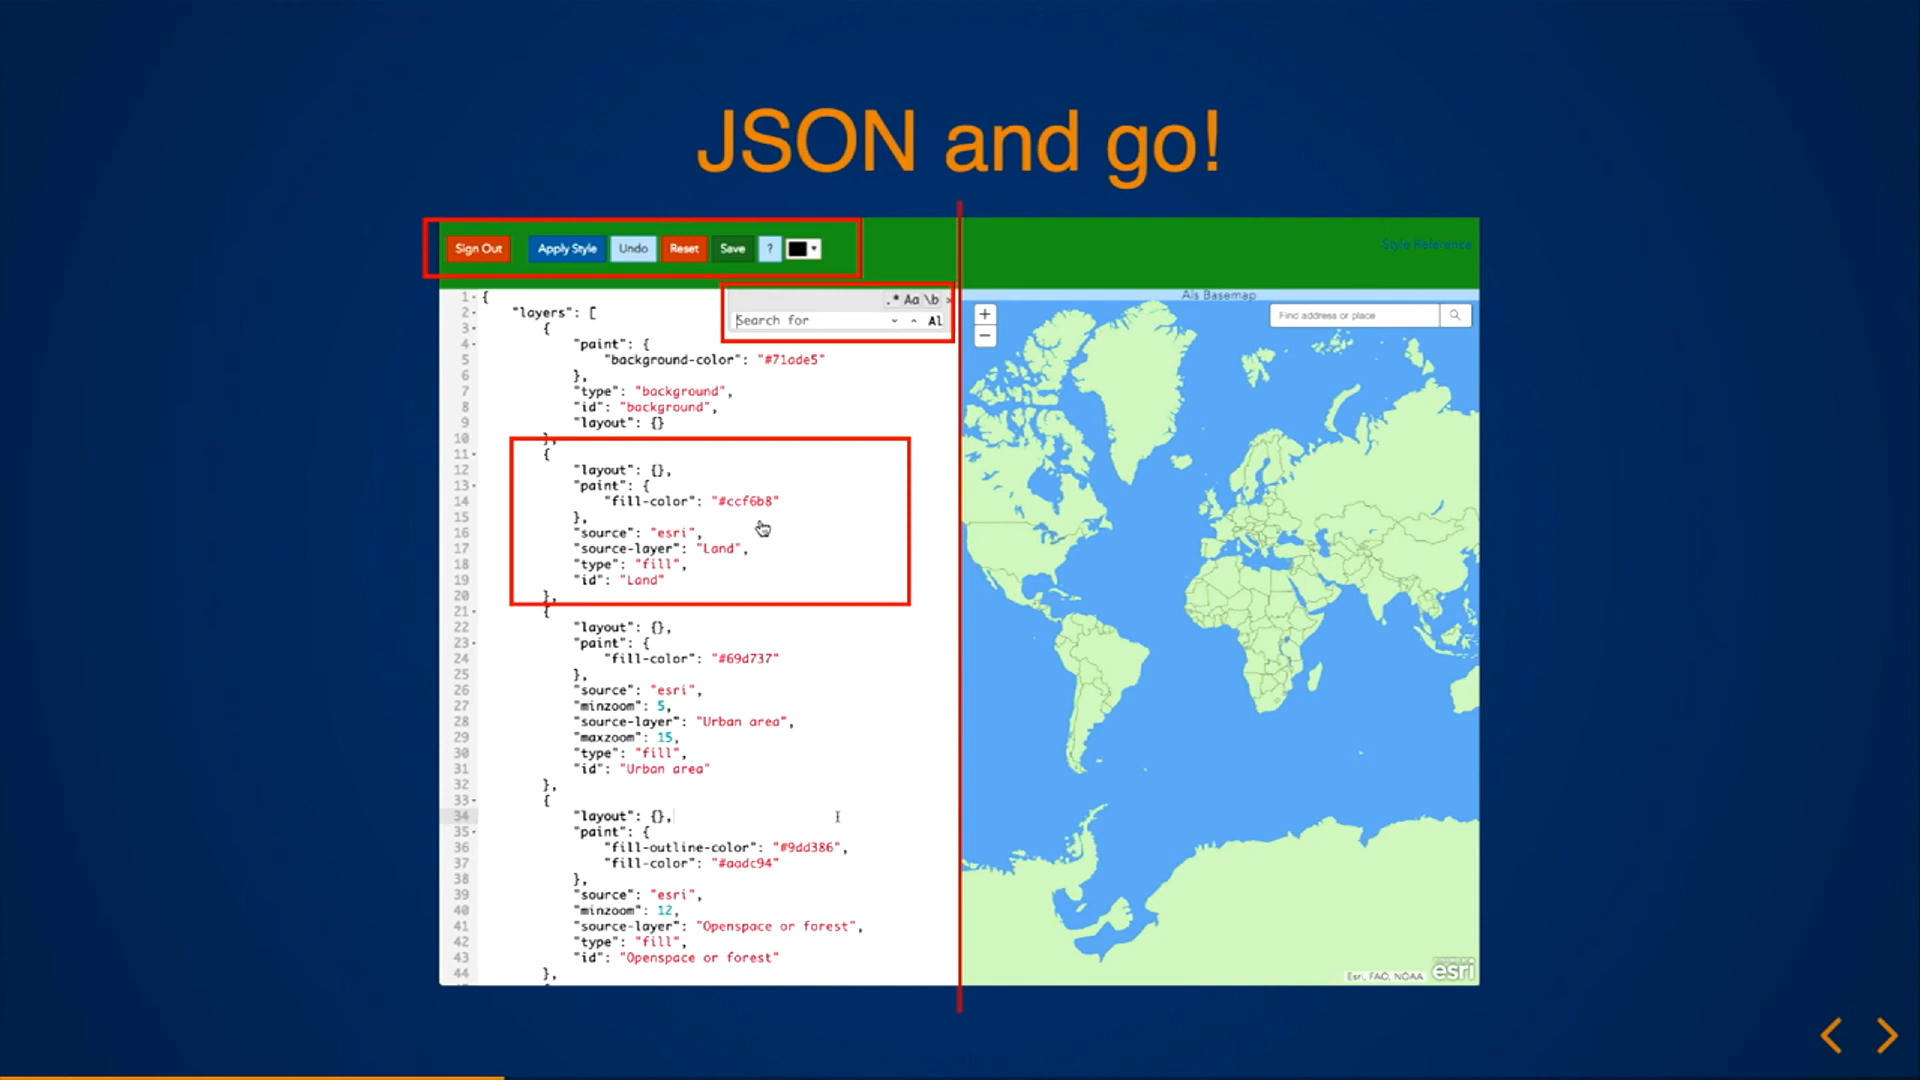 JSON and go!
Sign Out Apply Style Undo Reset Save ?
Style Reference
.* Aa \b
Search for Al
1 {
2 "layers": [
3 {
4 "paint": {
5 "background-color": "#71ade5"
6 },
7 "type": "background",
8 "id": "background",
9 "layout": {}
10 },
11 {
12 "layout": {},
13 "paint": {
14 "fill-color": "#ccf6b8"
15 },
16 "source": "esri",
17 "source-layer": "Land",
18 "type": "fill",
19 "id": "Land"
20 },
21 {
22 "layout": {},
23 "paint": {
24 "fill-color": "#69d737"
25 },
26 "source": "esri",
27 "minzoom": 5,
28 "source-layer": "Urban area",
29 "maxzoom": 15,
30 "type": "fill",
31 "id": "Urban area"
32 },
33 {
34 "layout": {},
35 "paint": {
36 "fill-outline-color": "#9dd386",
37 "fill-color": "#aadc94"
38 },
39 "source": "esri",
40 "minzoom": 12,
41 "source-layer": "Openspace or forest",
42 "type": "fill",
43 "id": "Openspace or forest"
44 },
Als Basemap
+
Find address or place
−
Esri, FAO, NOAA esri